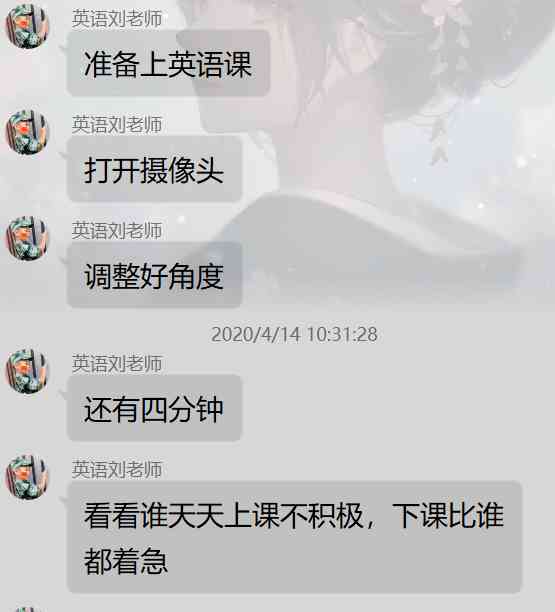 英语刘老师
准备上英语课
英语刘老师
打开摄像头
英语刘老师
调整好角度
2020/4/14 10:31:28
英语刘老师
还有四分钟
英语刘老师
看看谁天天上课不积极，下课比谁
都着急